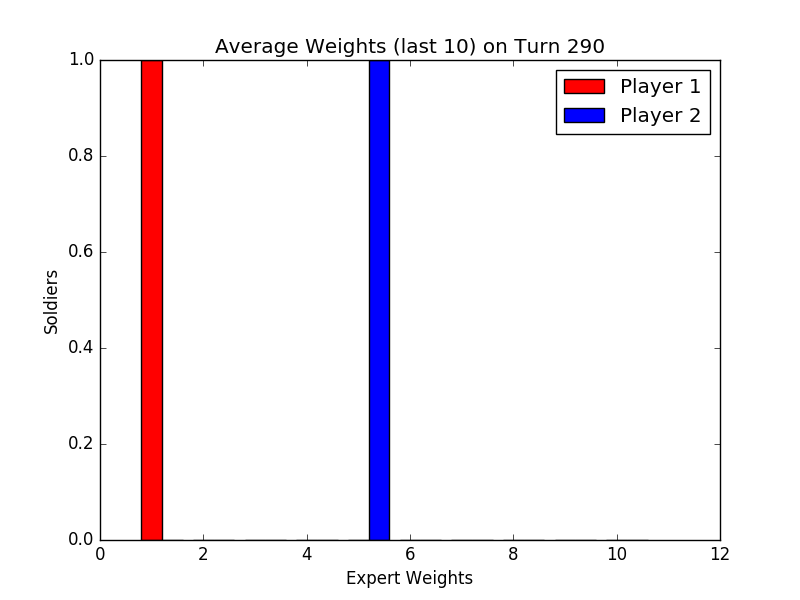 Average Weights (last 10) on Turn 290
1.0
0.8
0.6
0.4
0.2
0.0
Soldiers
Player 1
Player 2
0 2 4 6 8 10 12
Expert Weights